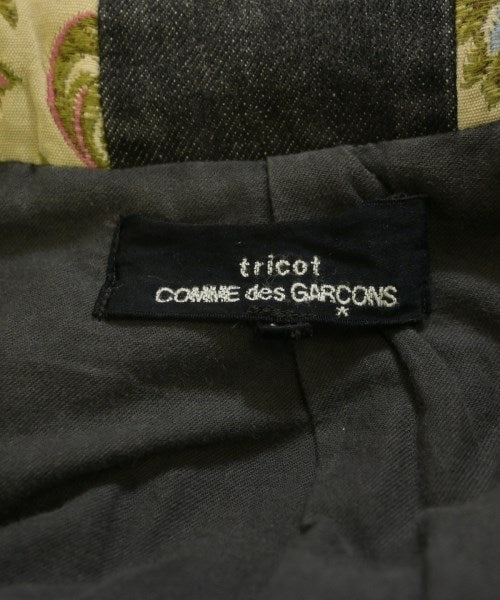 tricot
COMME des GARCONS
*